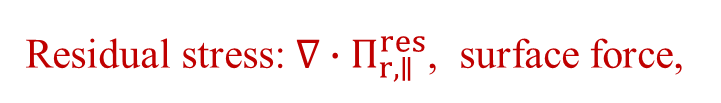 Residual stress: ∇ · Π^res_r,∥, surface force,